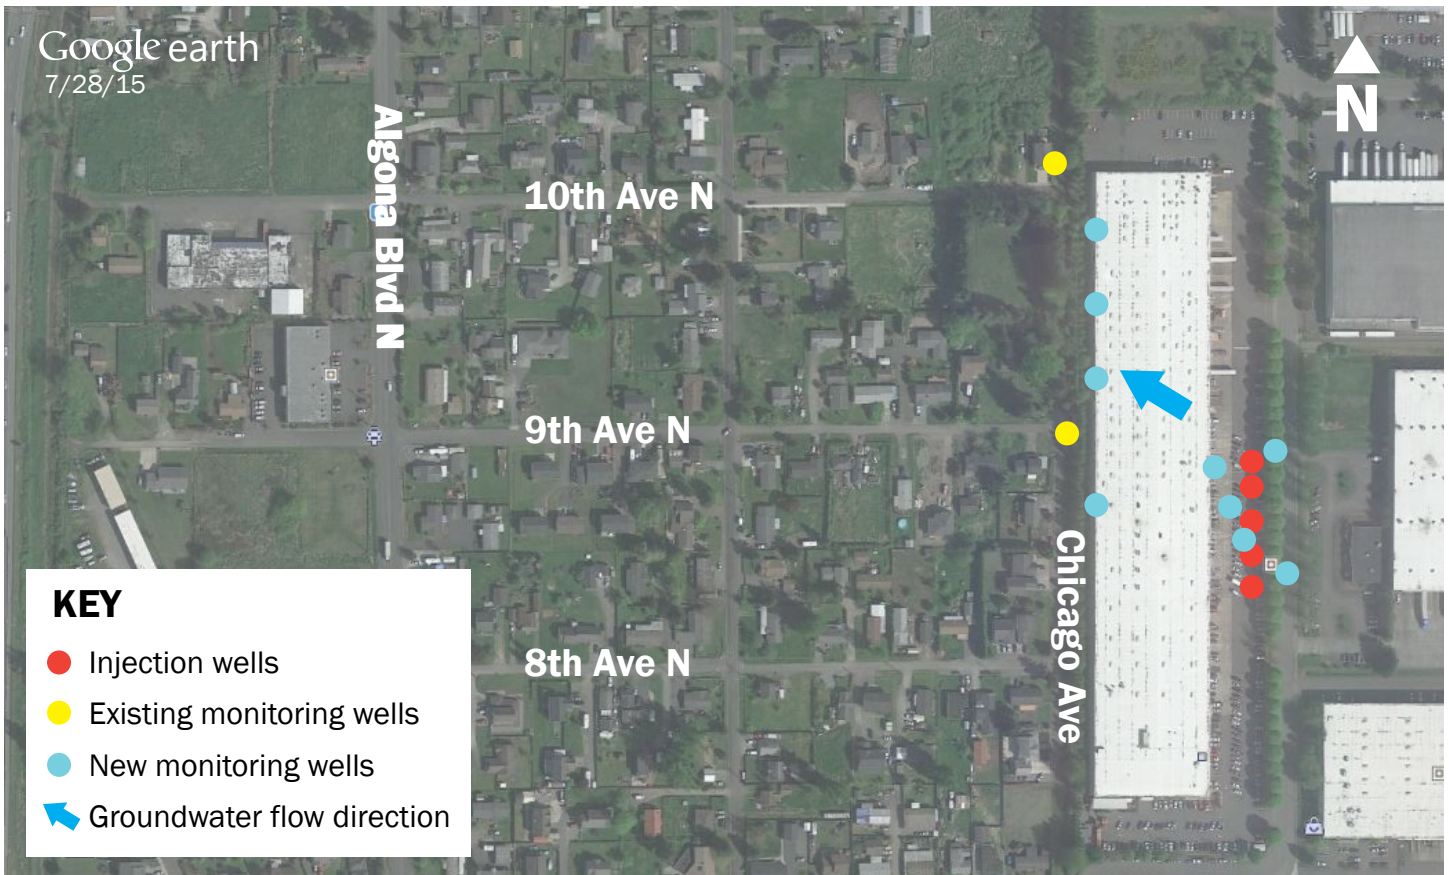 Google earth
7/28/15
N
Algona Blvd N
10th Ave N
9th Ave N
Chicago Ave
8th Ave N
KEY
Injection wells
Existing monitoring wells
New monitoring wells
Groundwater flow direction